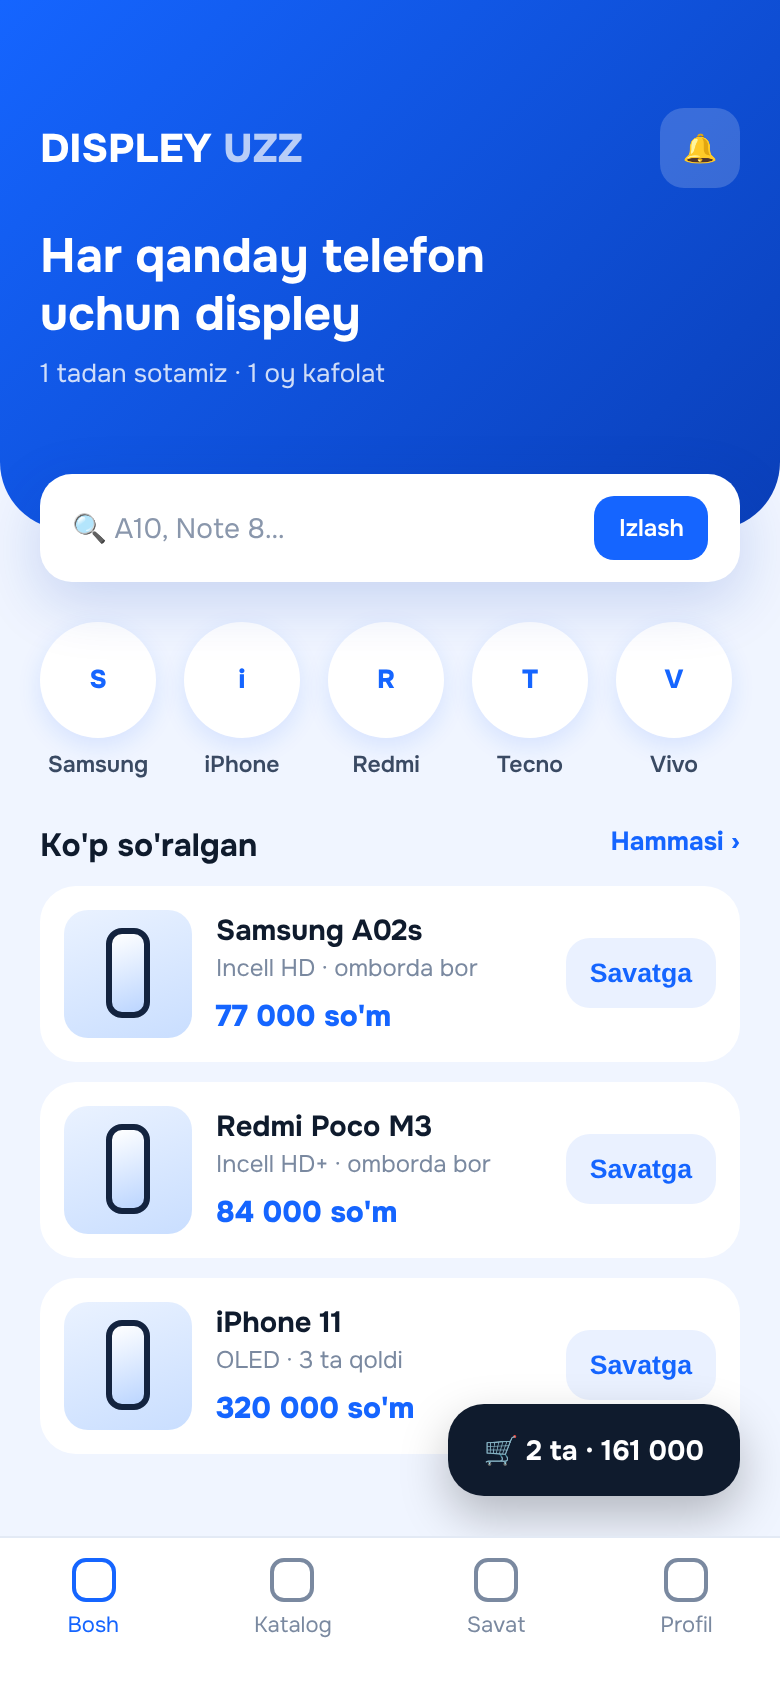 DISPLEY UZZ
🔔
Har qanday telefon
uchun displey
1 tadan sotamiz · 1 oy kafolat
🔍 A10, Note 8...
Izlash
S
i
R
T
V
Samsung
iPhone
Redmi
Tecno
Vivo
Ko'p so'ralgan
Hammasi ›
Samsung A02s
Incell HD · omborda bor
77 000 so'm
Savatga
Redmi Poco M3
Incell HD+ · omborda bor
84 000 so'm
Savatga
iPhone 11
OLED · 3 ta qoldi
320 000 so'm
Savatga
🛒 2 ta · 161 000
Bosh
Katalog
Savat
Profil